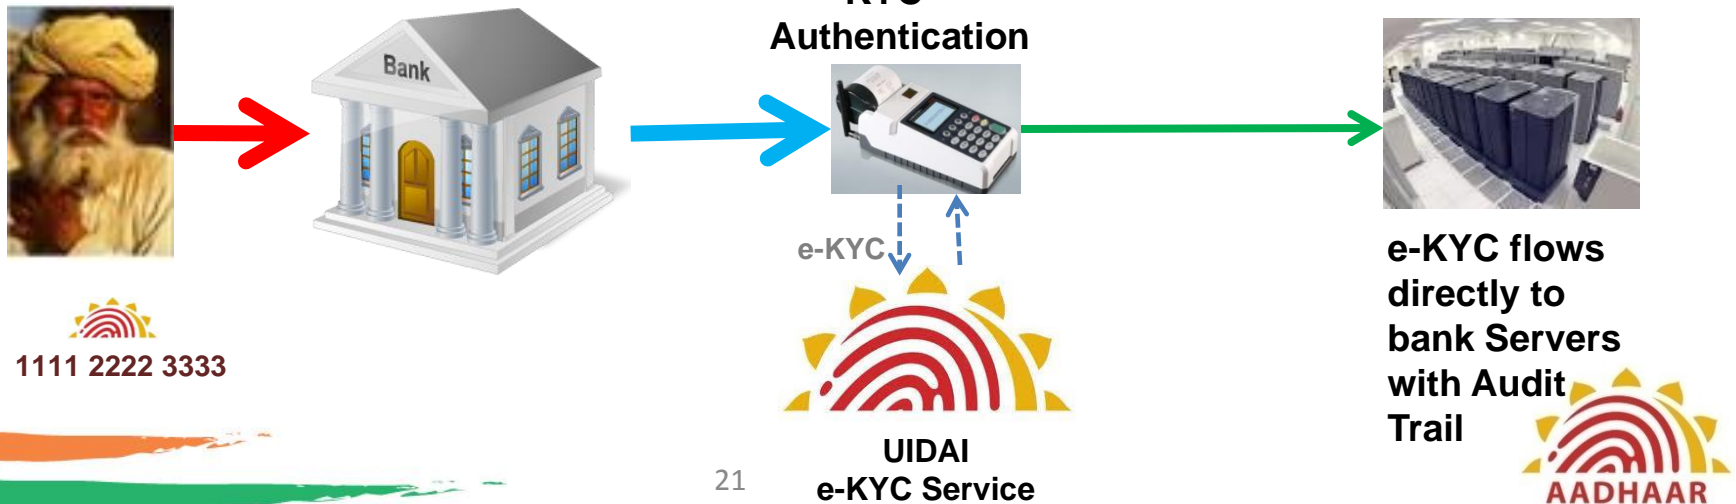 Authentication
Bank
e-KYC
1111 2222 3333
UIDAI
e-KYC Service
e-KYC flows
directly to
bank Servers
with Audit
Trail
AADHAAR
21